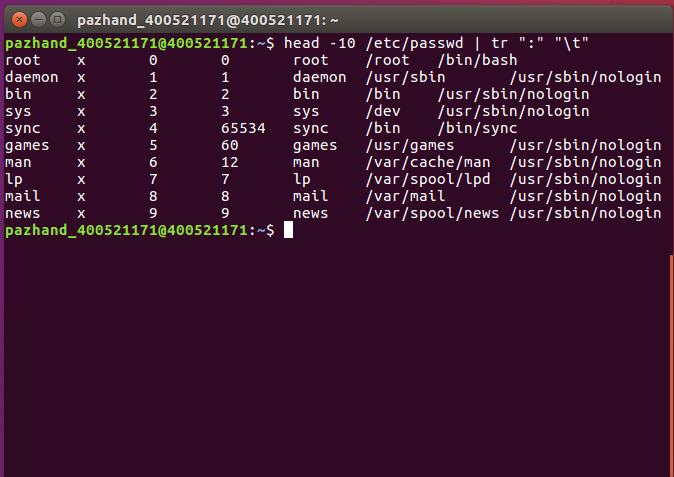 pazhand_400521171@400521171: ~
pazhand_400521171@400521171:~$ head -10 /etc/passwd | tr ":" "\t"
root	x	0	0	root	/root	/bin/bash
daemon	x	1	1	daemon	/usr/sbin	/usr/sbin/nologin
bin	x	2	2	bin	/bin	/usr/sbin/nologin
sys	x	3	3	sys	/dev	/usr/sbin/nologin
sync	x	4	65534	sync	/bin	/bin/sync
games	x	5	60	games	/usr/games	/usr/sbin/nologin
man	x	6	12	man	/var/cache/man	/usr/sbin/nologin
lp	x	7	7	lp	/var/spool/lpd	/usr/sbin/nologin
mail	x	8	8	mail	/var/mail	/usr/sbin/nologin
news	x	9	9	news	/var/spool/news	/usr/sbin/nologin
pazhand_400521171@400521171:~$